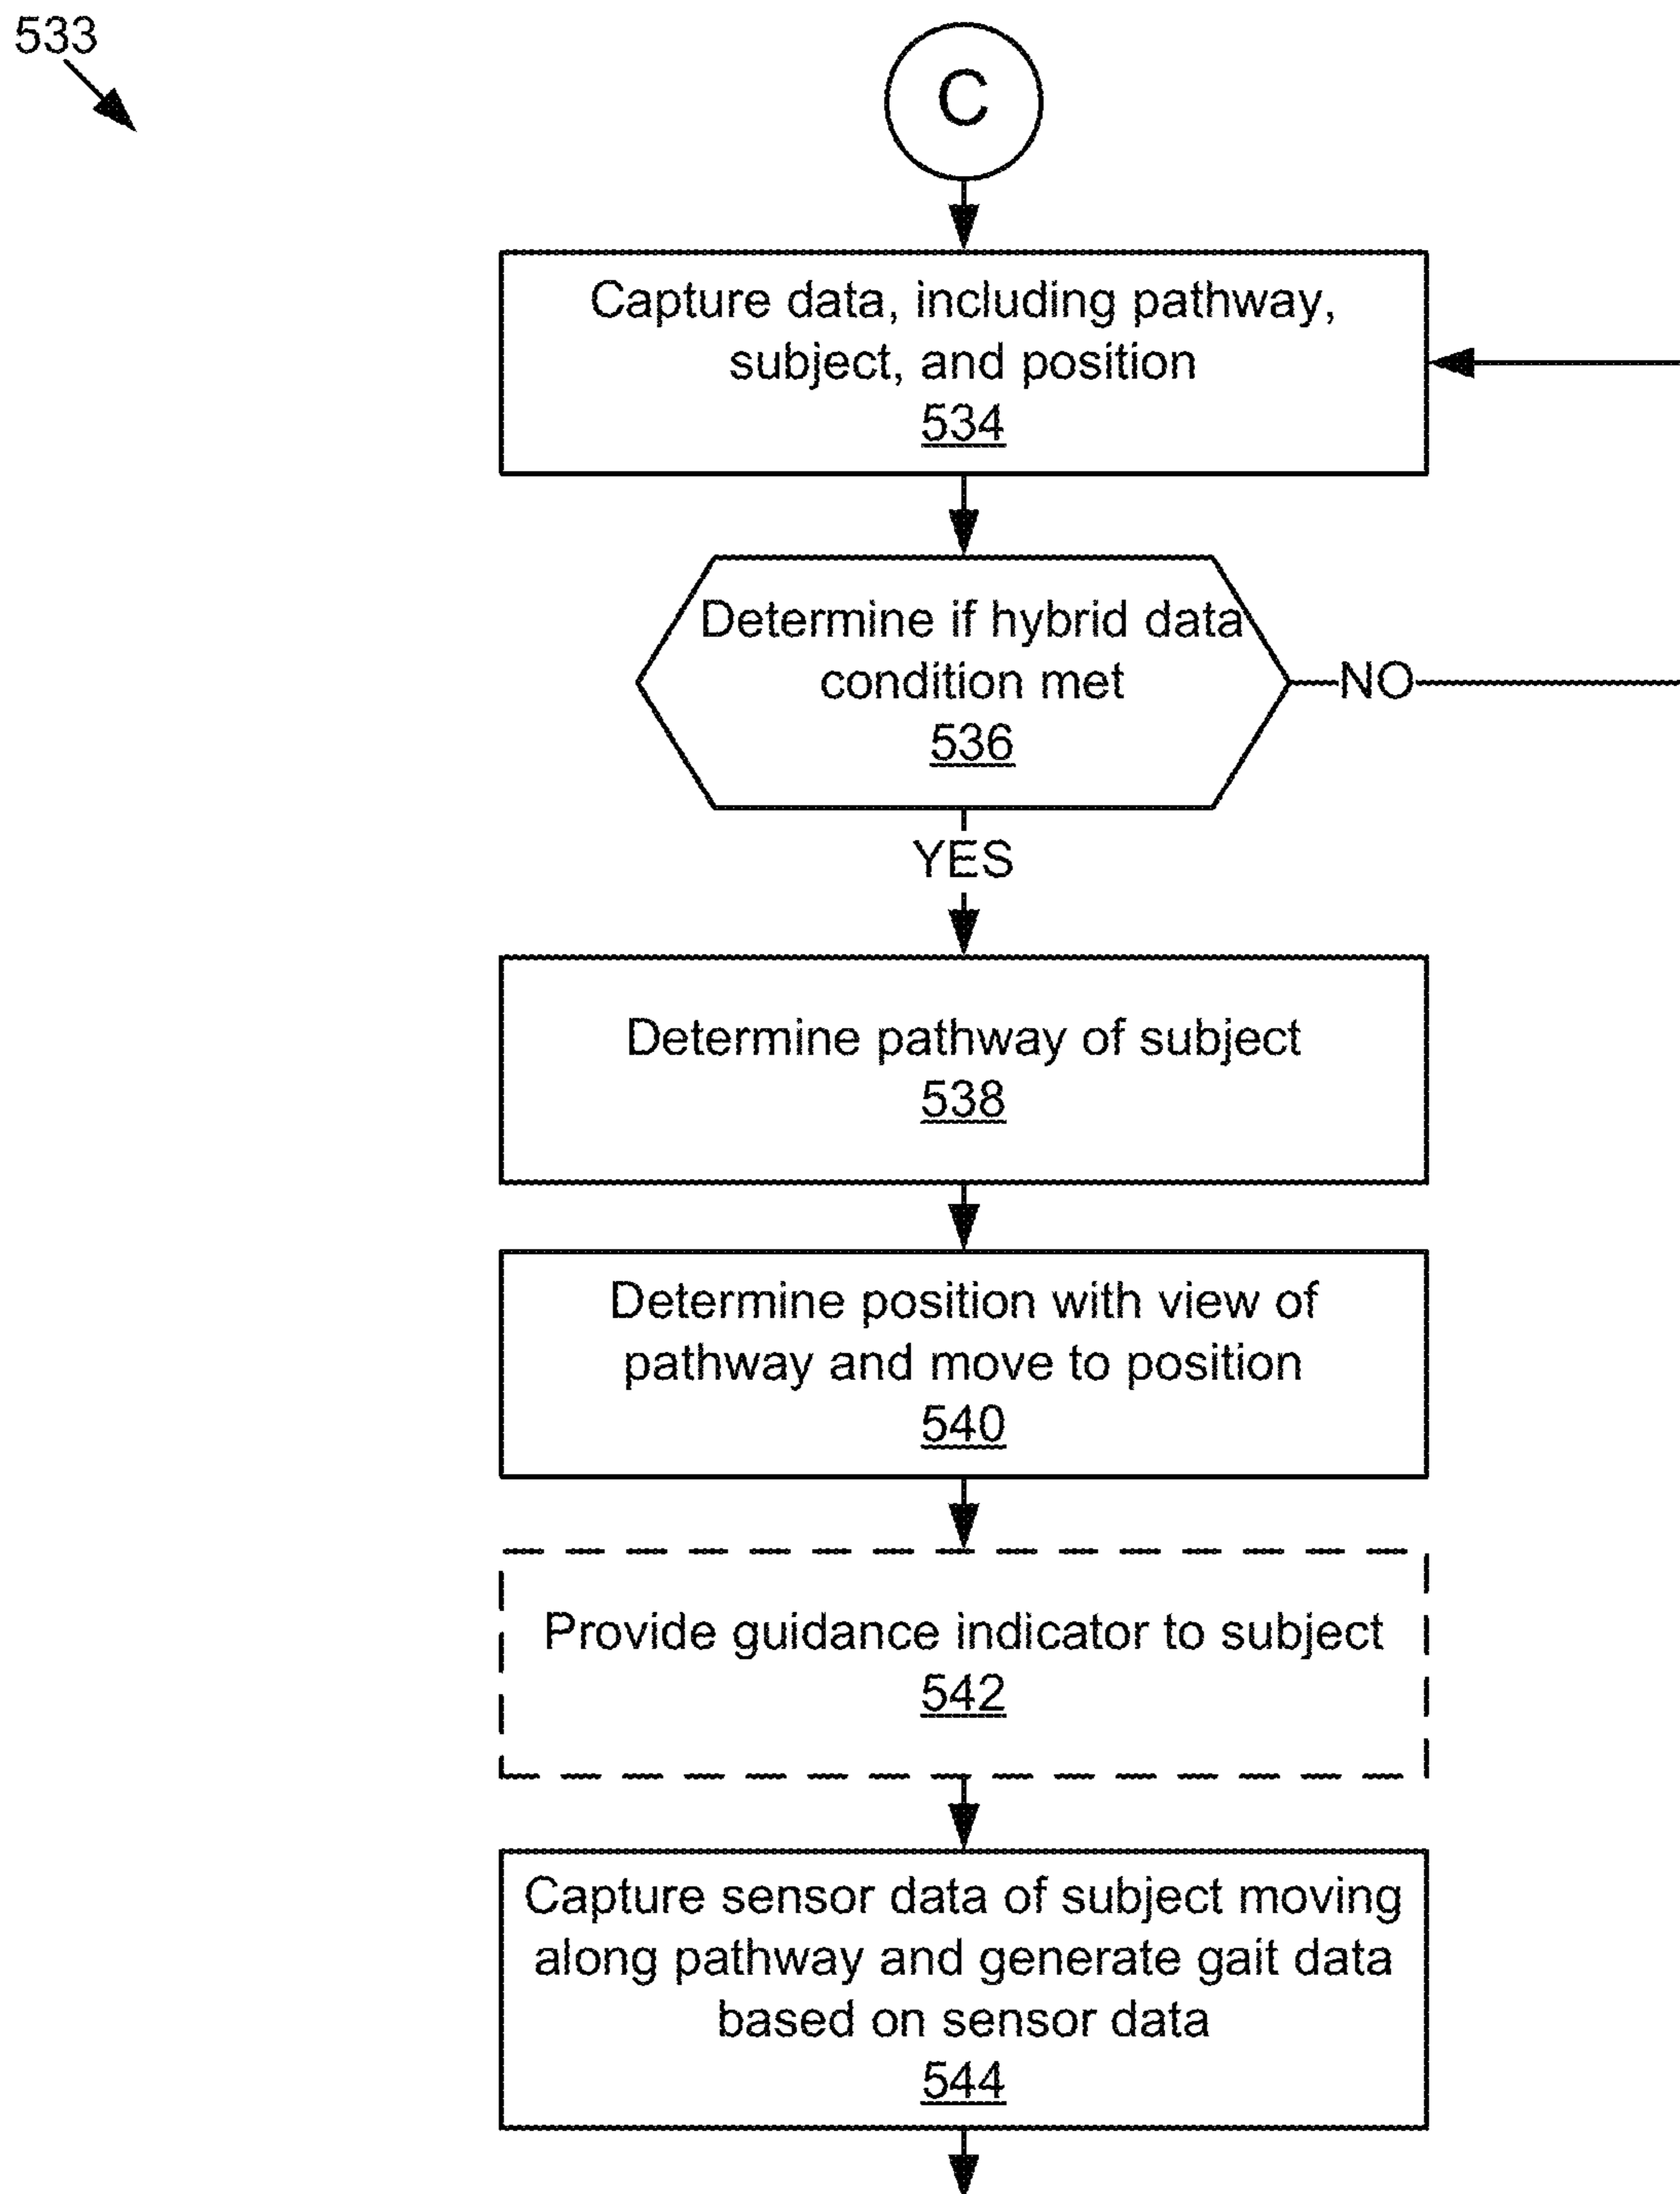 533
C
Capture data, including pathway,
subject, and position
534
Determine if hybrid data
condition met
536
NO
YES
Determine pathway of subject
538
Determine position with view of
pathway and move to position
540
Provide guidance indicator to subject
542
Capture sensor data of subject moving
along pathway and generate gait data
based on sensor data
544